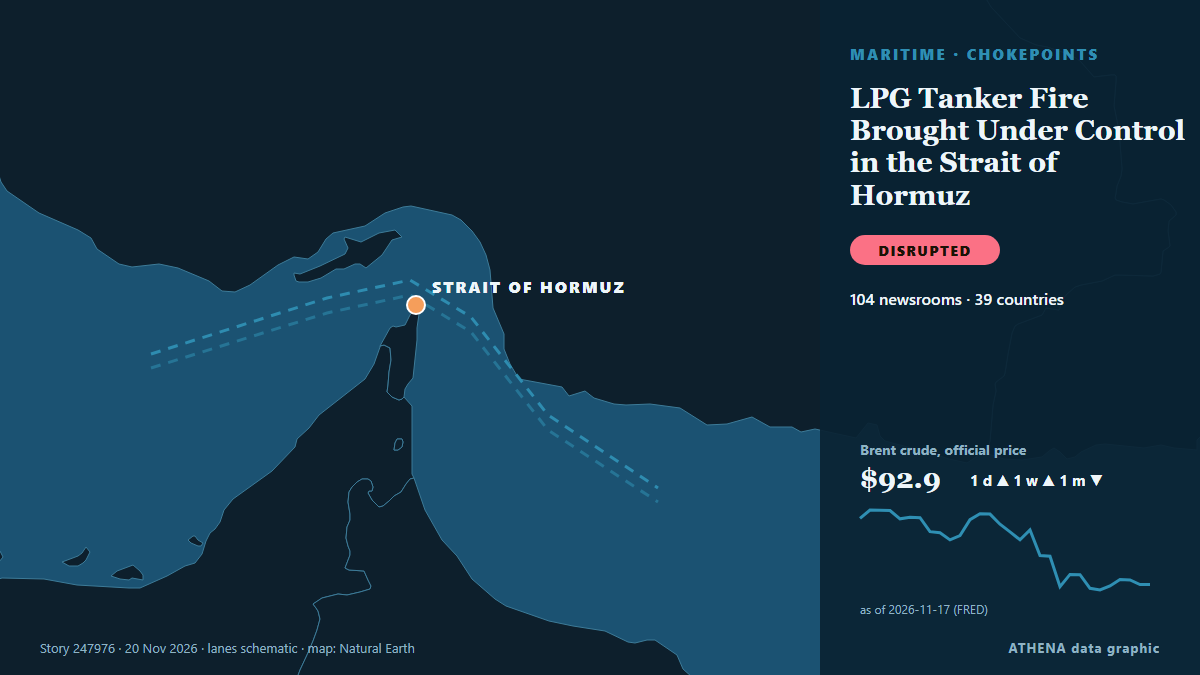 MARITIME · CHOKEPOINTS
LPG Tanker Fire
Brought Under Control
in the Strait of
Hormuz
DISRUPTED
104 newsrooms · 39 countries
STRAIT OF HORMUZ
Brent crude, official price
$92.9 1 d ▲ 1 w ▲ 1 m ▼
as of 2026-11-17 (FRED)
Story 247976 · 20 Nov 2026 · lanes schematic · map: Natural Earth
ATHENA data graphic